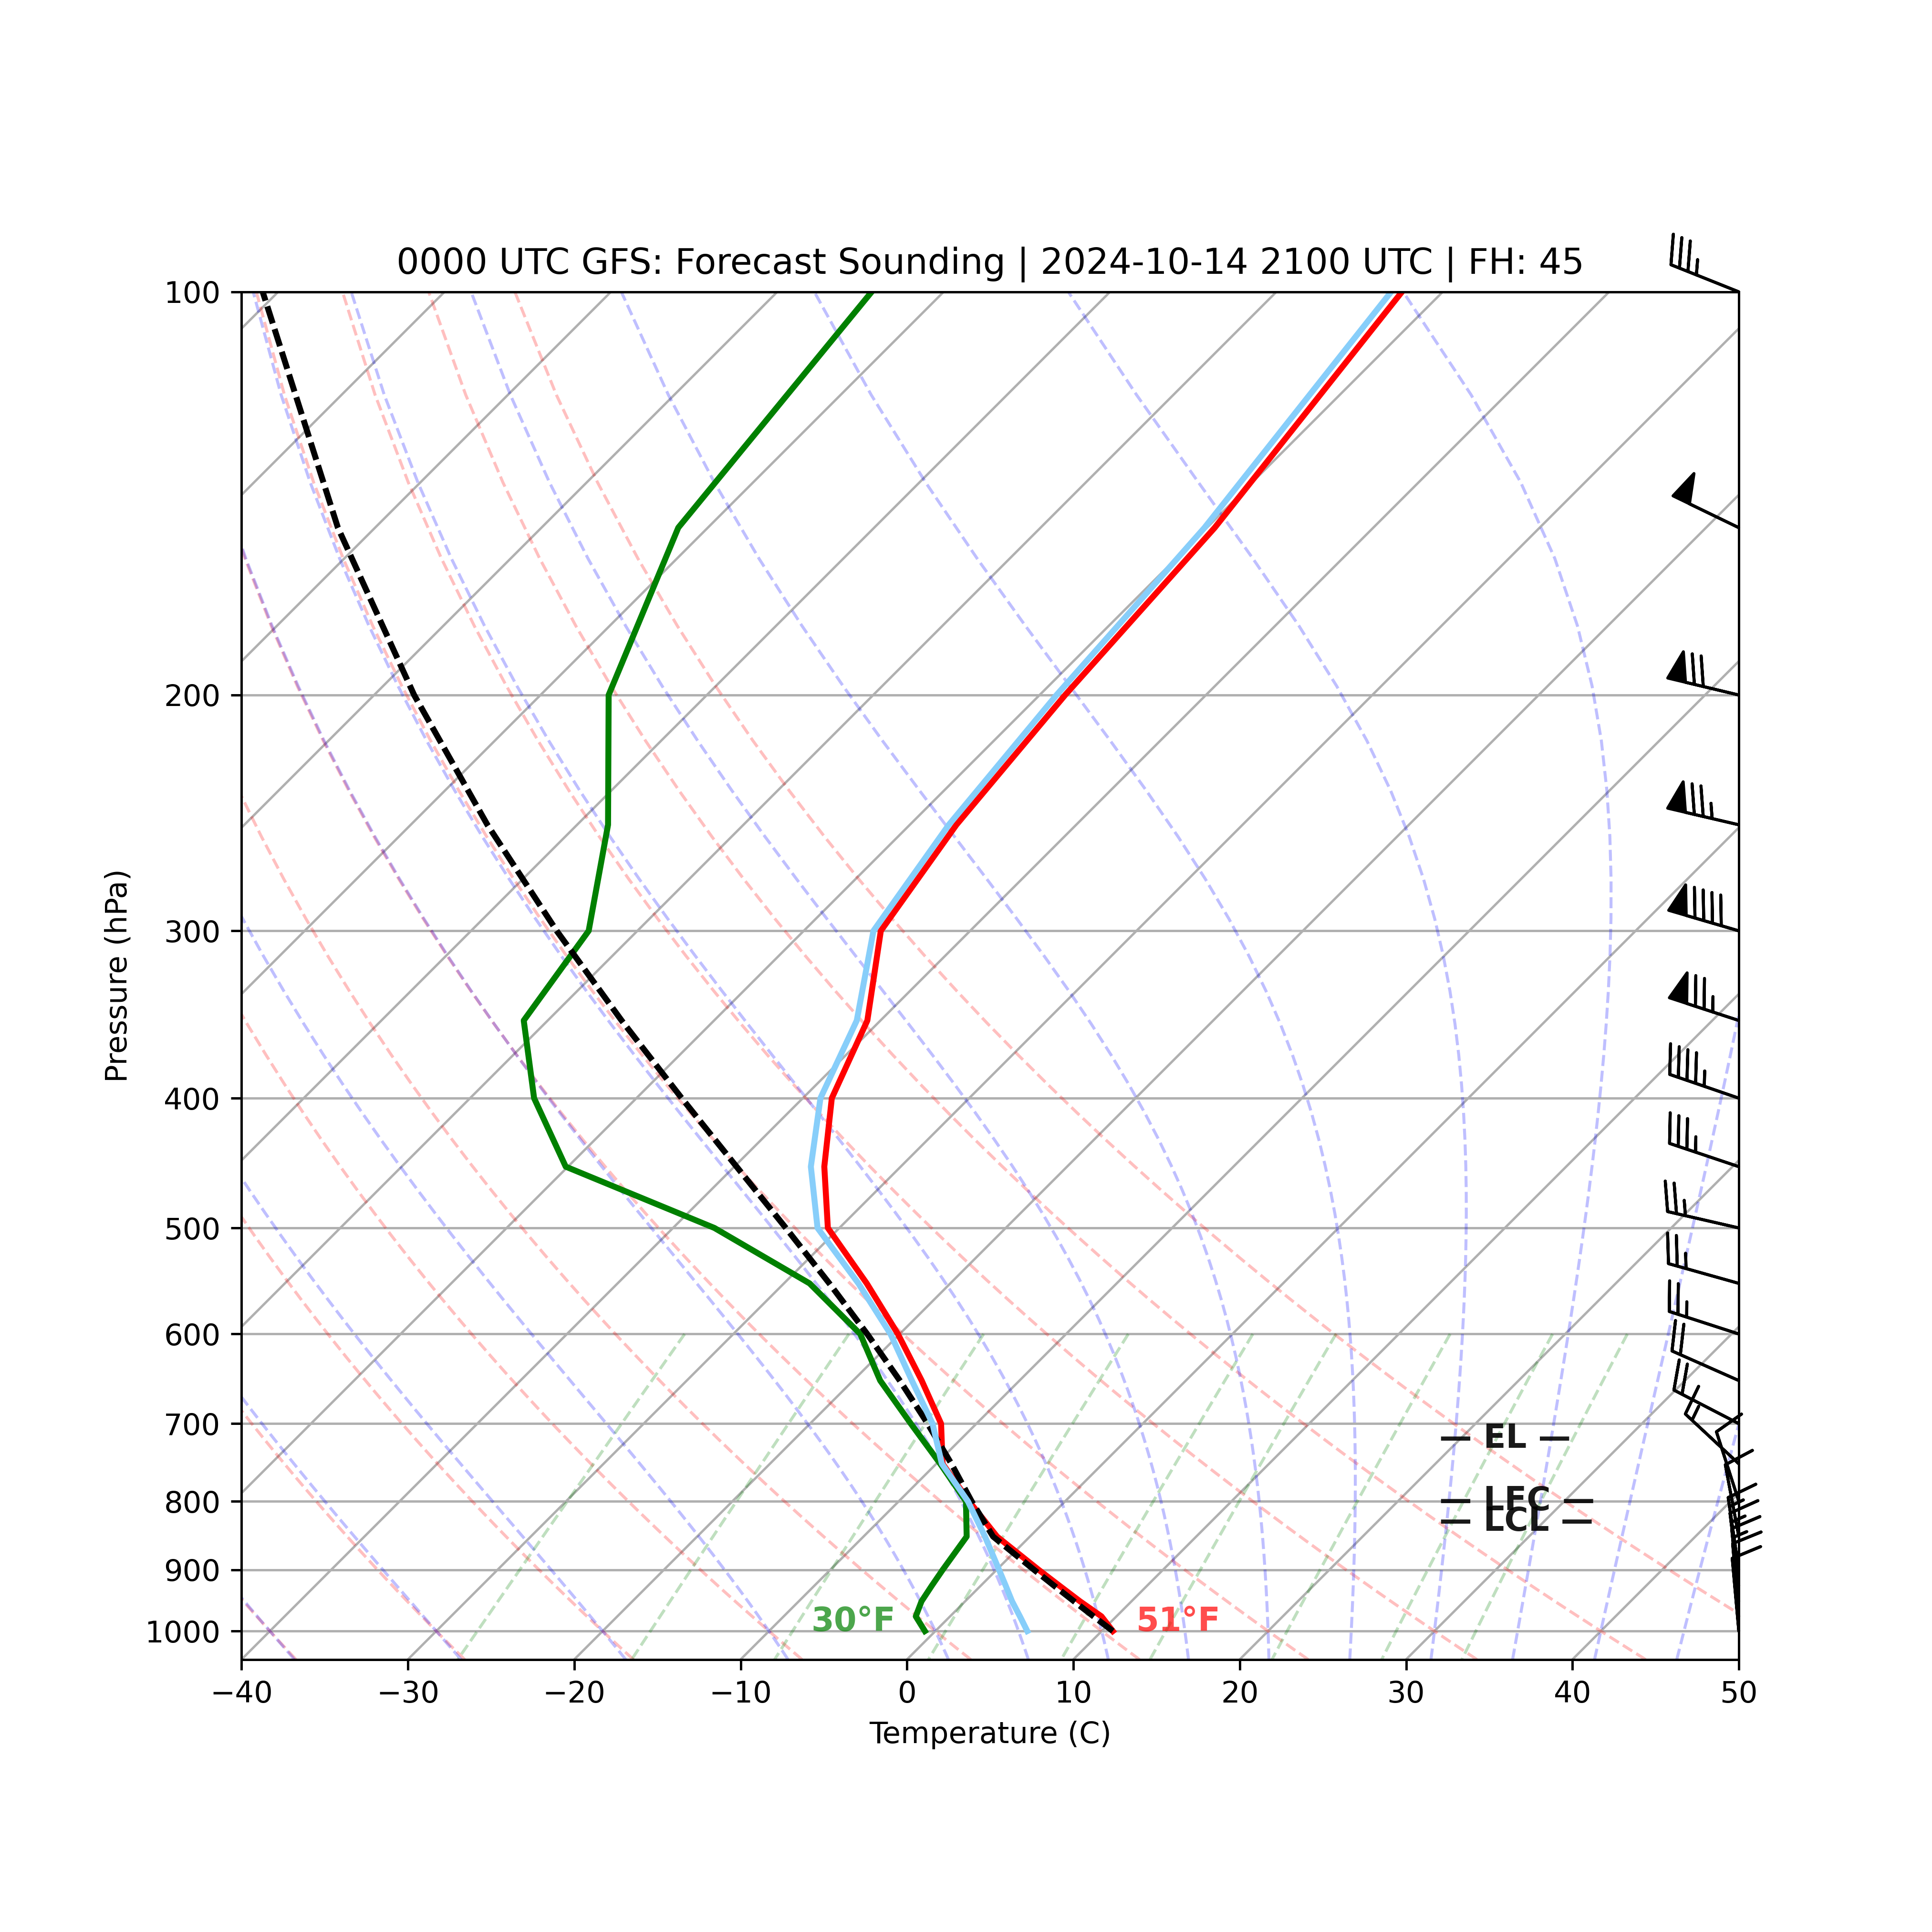 0000 UTC GFS: Forecast Sounding | 2024-10-14 2100 UTC | FH: 45
100
200
300
400
500
600
700
800
900
1000
Pressure (hPa)
— EL —
— LFC —
— LCL —
30°F
51°F
−40 −30 −20 −10 0 10 20 30 40 50
Temperature (C)